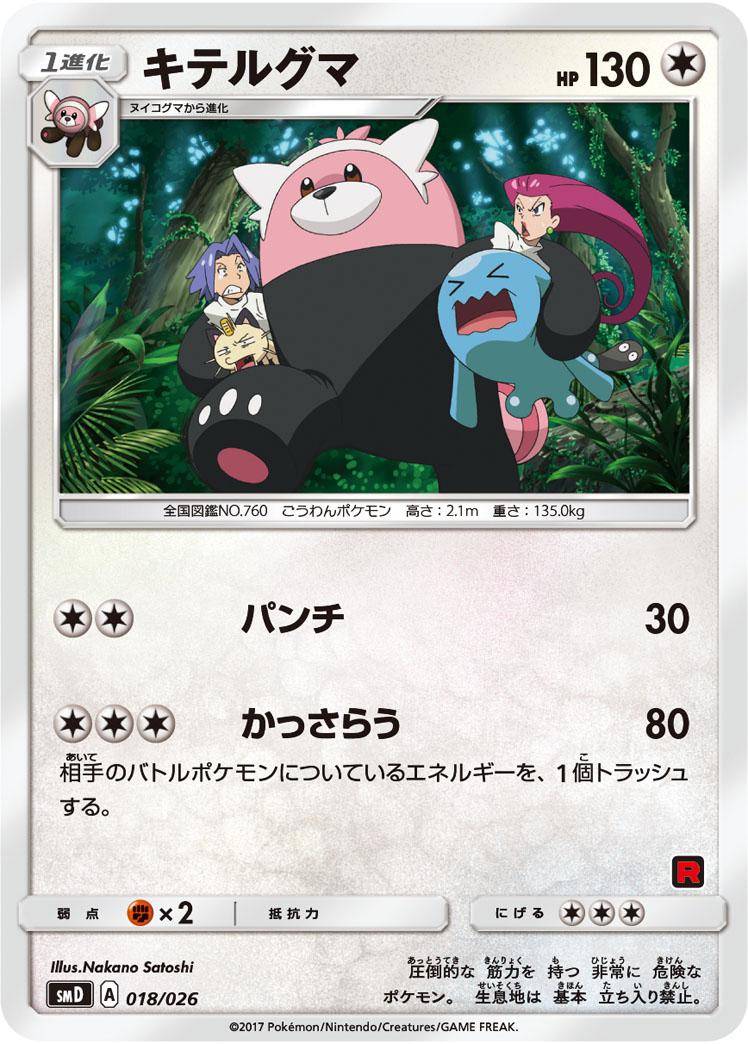 1進化
キテルグマ
HP 130
ヌイコグマから進化
全国図鑑NO.760 ごうわんポケモン 高さ：2.1m 重さ：135.0kg
パンチ 30
かっさらう 80
相手のバトルポケモンについているエネルギーを、1個トラッシュ
する。
R
弱点 ×2 抵抗力 にげる
Illus.Nakano Satoshi
SMD A 018/026
圧倒的な 筋力を 持つ 非常に 危険な
ポケモン。 生息地は 基本 立ち入り禁止。
©2017 Pokémon/Nintendo/Creatures/GAME FREAK.